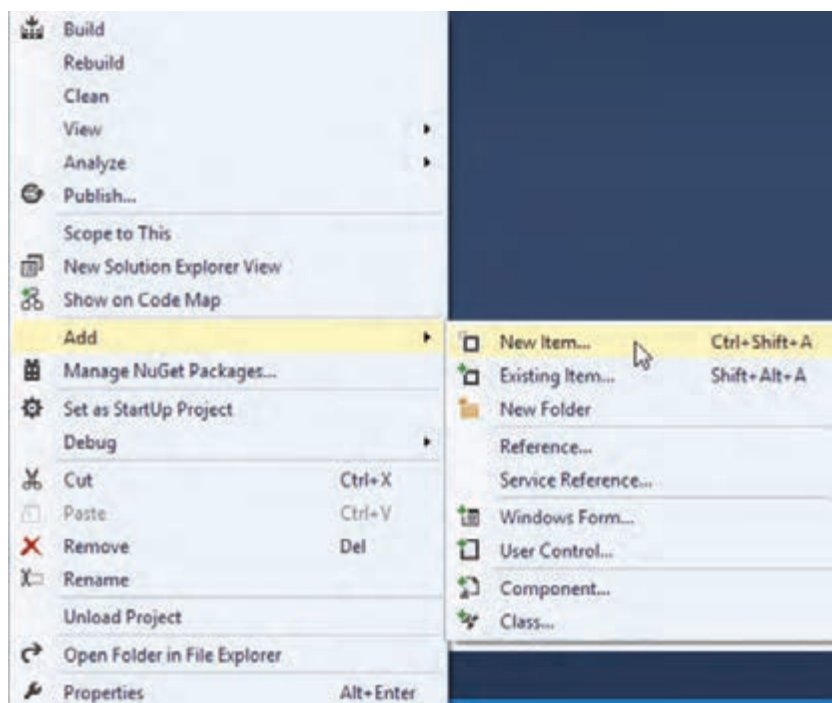 Build
Rebuild
Clean
View
Analyze
Publish...
Scope to This
New Solution Explorer View
Show on Code Map
Add
Manage NuGet Packages...
Set as StartUp Project
Debug
Cut Ctrl+X
Paste Ctrl+V
Remove Del
Rename
Unload Project
Open Folder in File Explorer
Properties Alt+Enter
New Item... Ctrl+Shift+A
Existing Item... Shift+Alt+A
New Folder
Reference...
Service Reference...
Windows Form...
User Control...
Component...
Class...